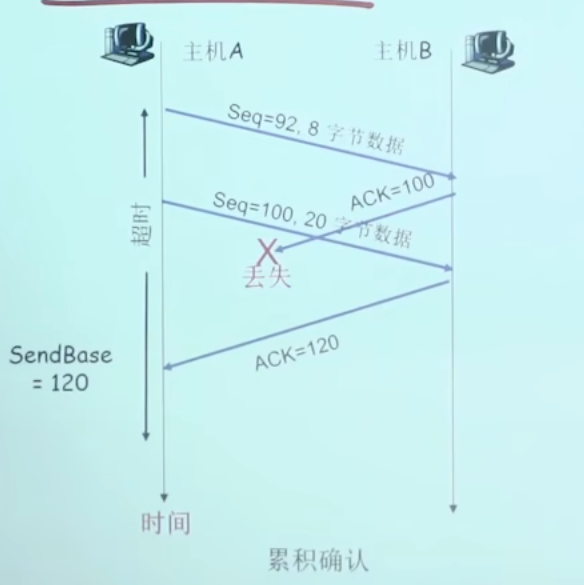 主机A
主机B
Seq=92, 8 字节数据
ACK=100
Seq=100, 20 字节数据
超时
X
丢失
ACK=120
SendBase
= 120
时间
累积确认